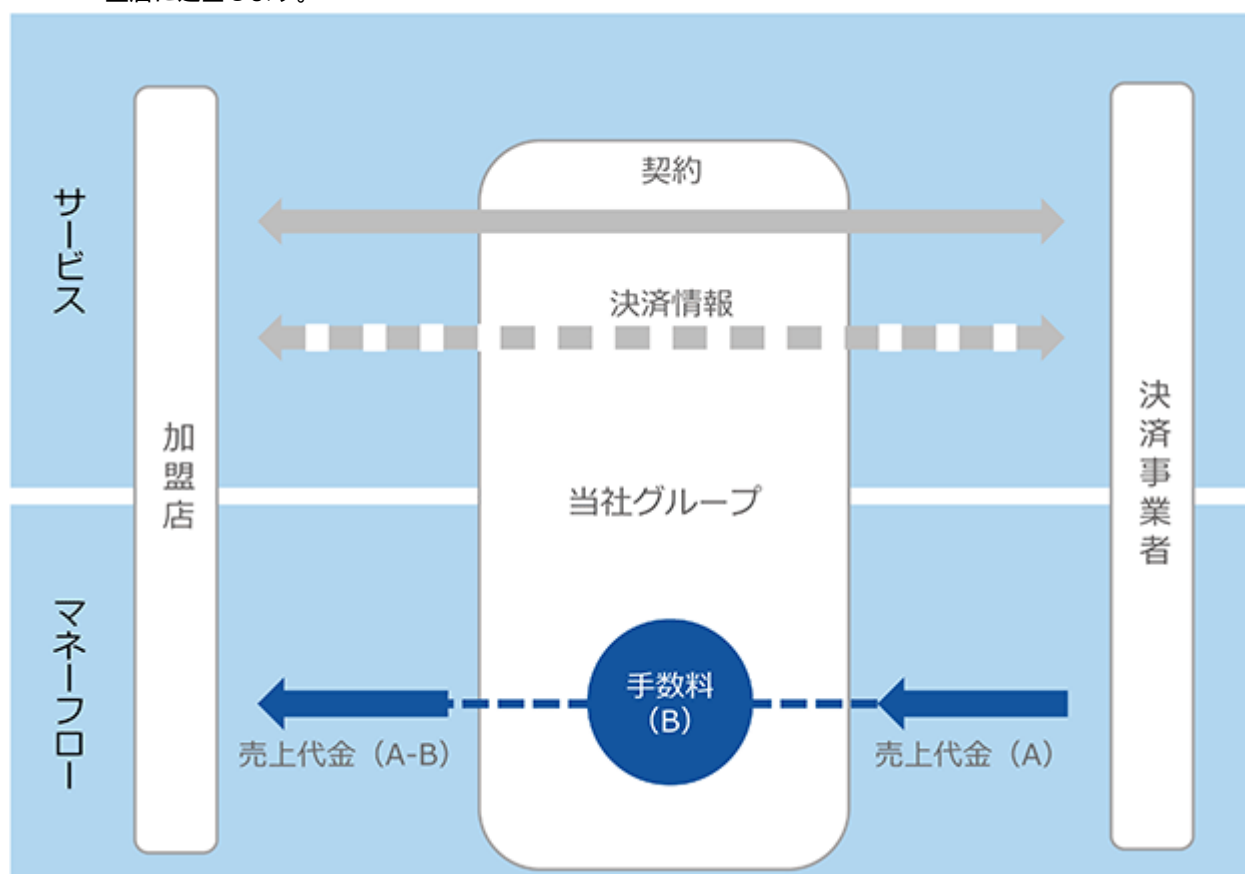 サービス
契約
決済情報
加盟店
当社グループ
決済事業者
マネーフロー
手数料
（B）
売上代金（A-B）
売上代金（A）